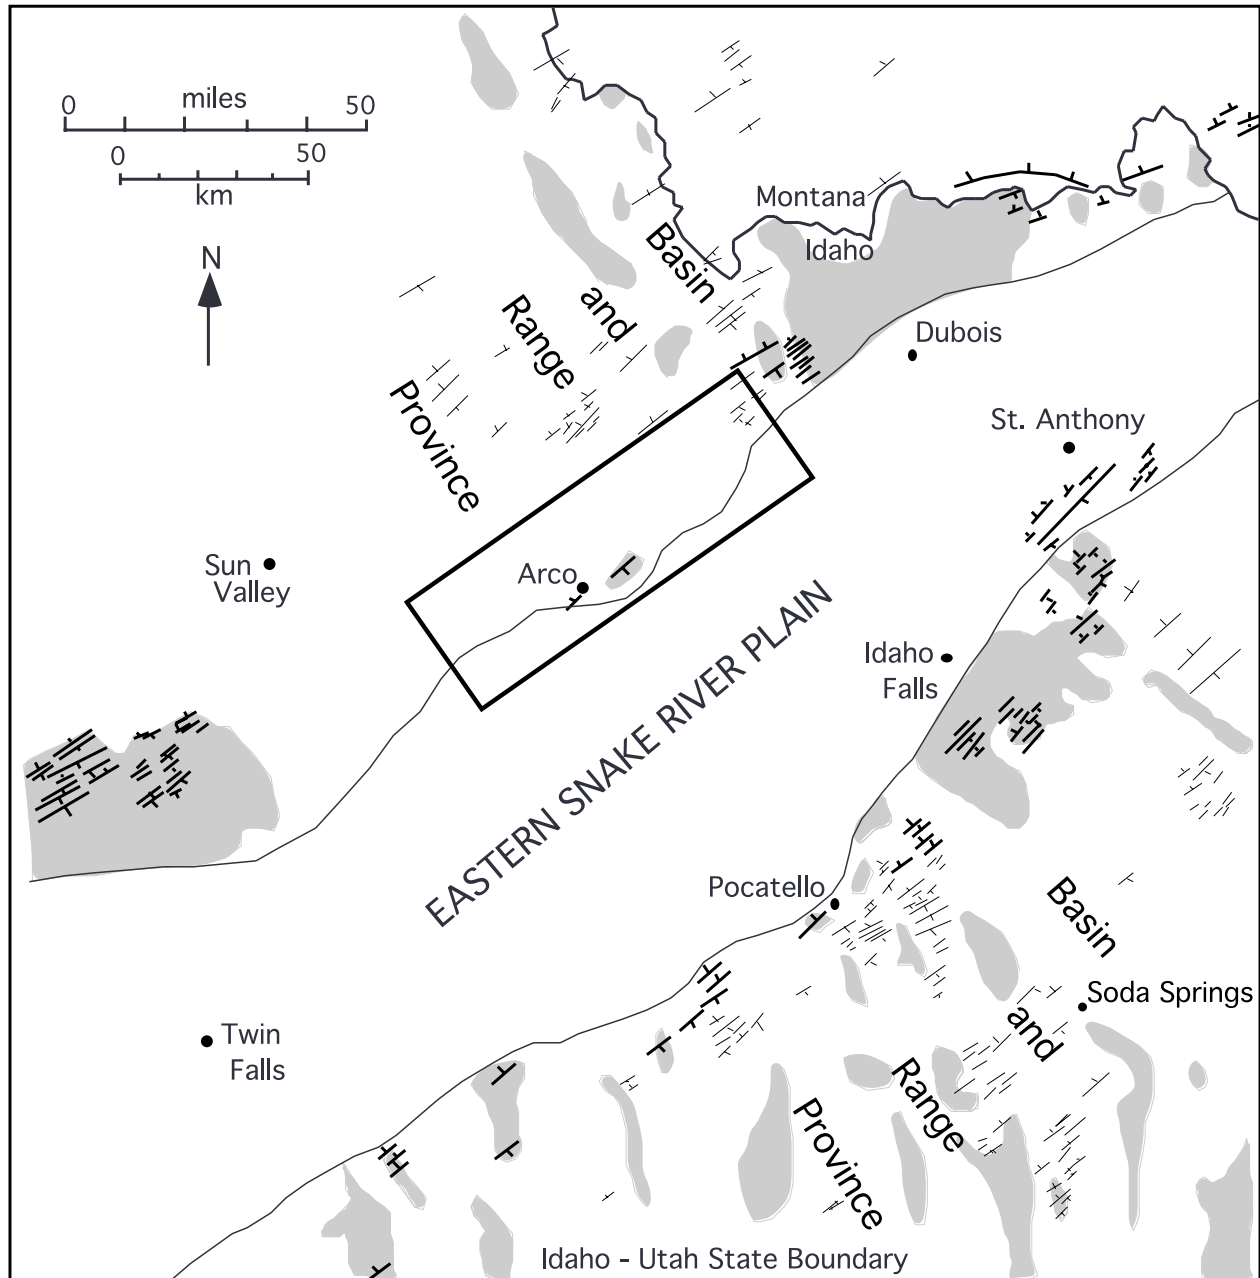 0 miles 50
0 50
km
N
Montana
Idaho
Basin
and
Range
Province
Dubois
St. Anthony
Sun
Valley
Arco
Idaho
Falls
EASTERN SNAKE RIVER PLAIN
Pocatello
Basin
and
Range
Province
Soda Springs
Twin
Falls
Idaho - Utah State Boundary